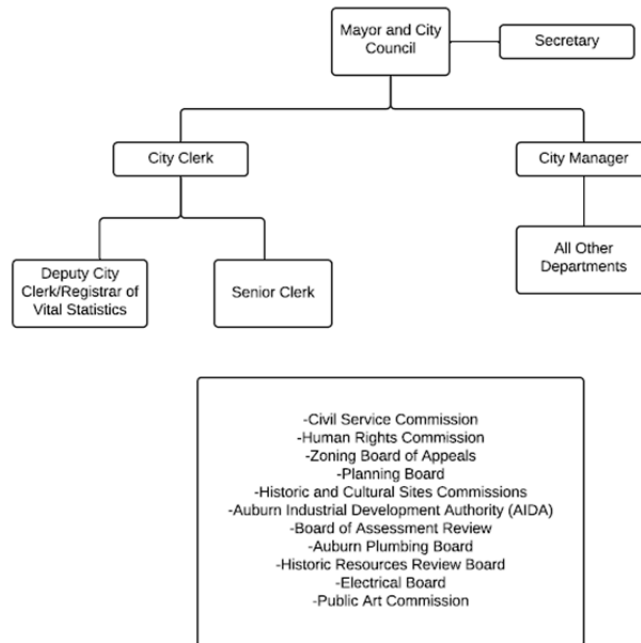 Mayor and City
Council
Secretary
City Clerk
City Manager
Deputy City
Clerk/Registrar of
Vital Statistics
Senior Clerk
All Other
Departments
-Civil Service Commission
-Human Rights Commission
-Zoning Board of Appeals
-Planning Board
-Historic and Cultural Sites Commissions
-Auburn Industrial Development Authority (AIDA)
-Board of Assessment Review
-Auburn Plumbing Board
-Historic Resources Review Board
-Electrical Board
-Public Art Commission